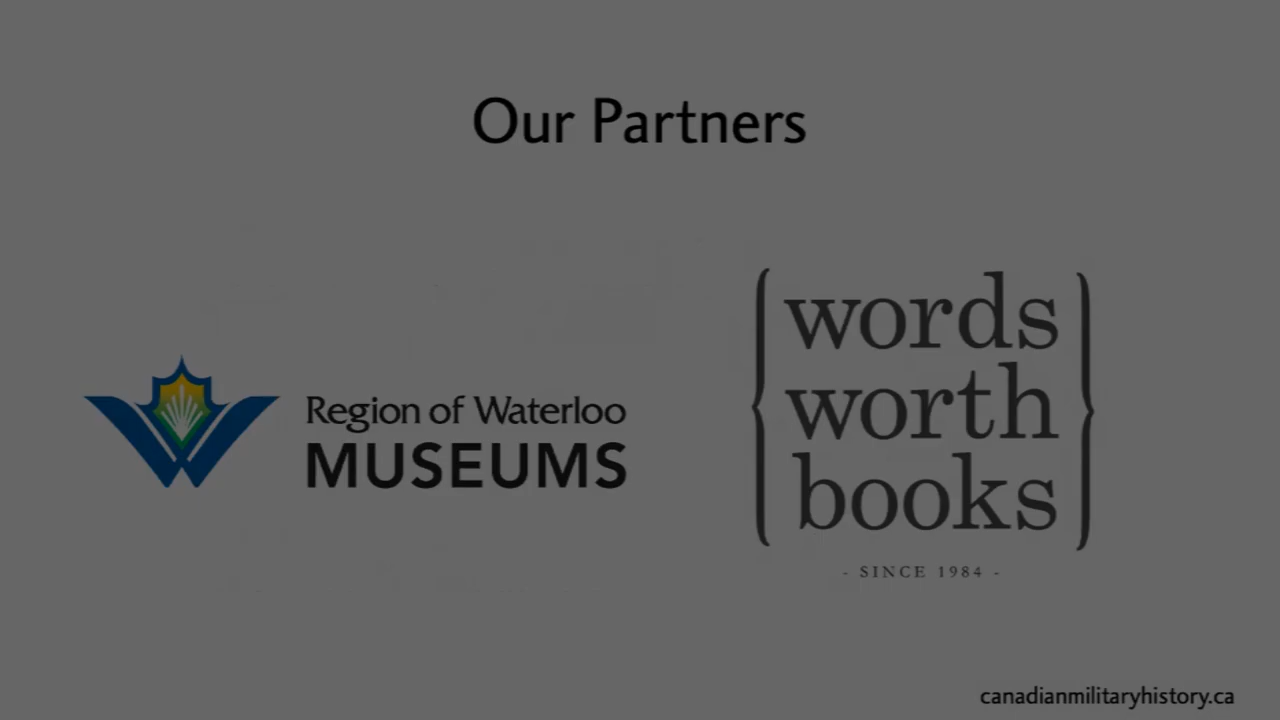 Our Partners
Region of Waterloo
MUSEUMS
words
worth
books
- SINCE 1984 -
canadianmilitaryhistory.ca